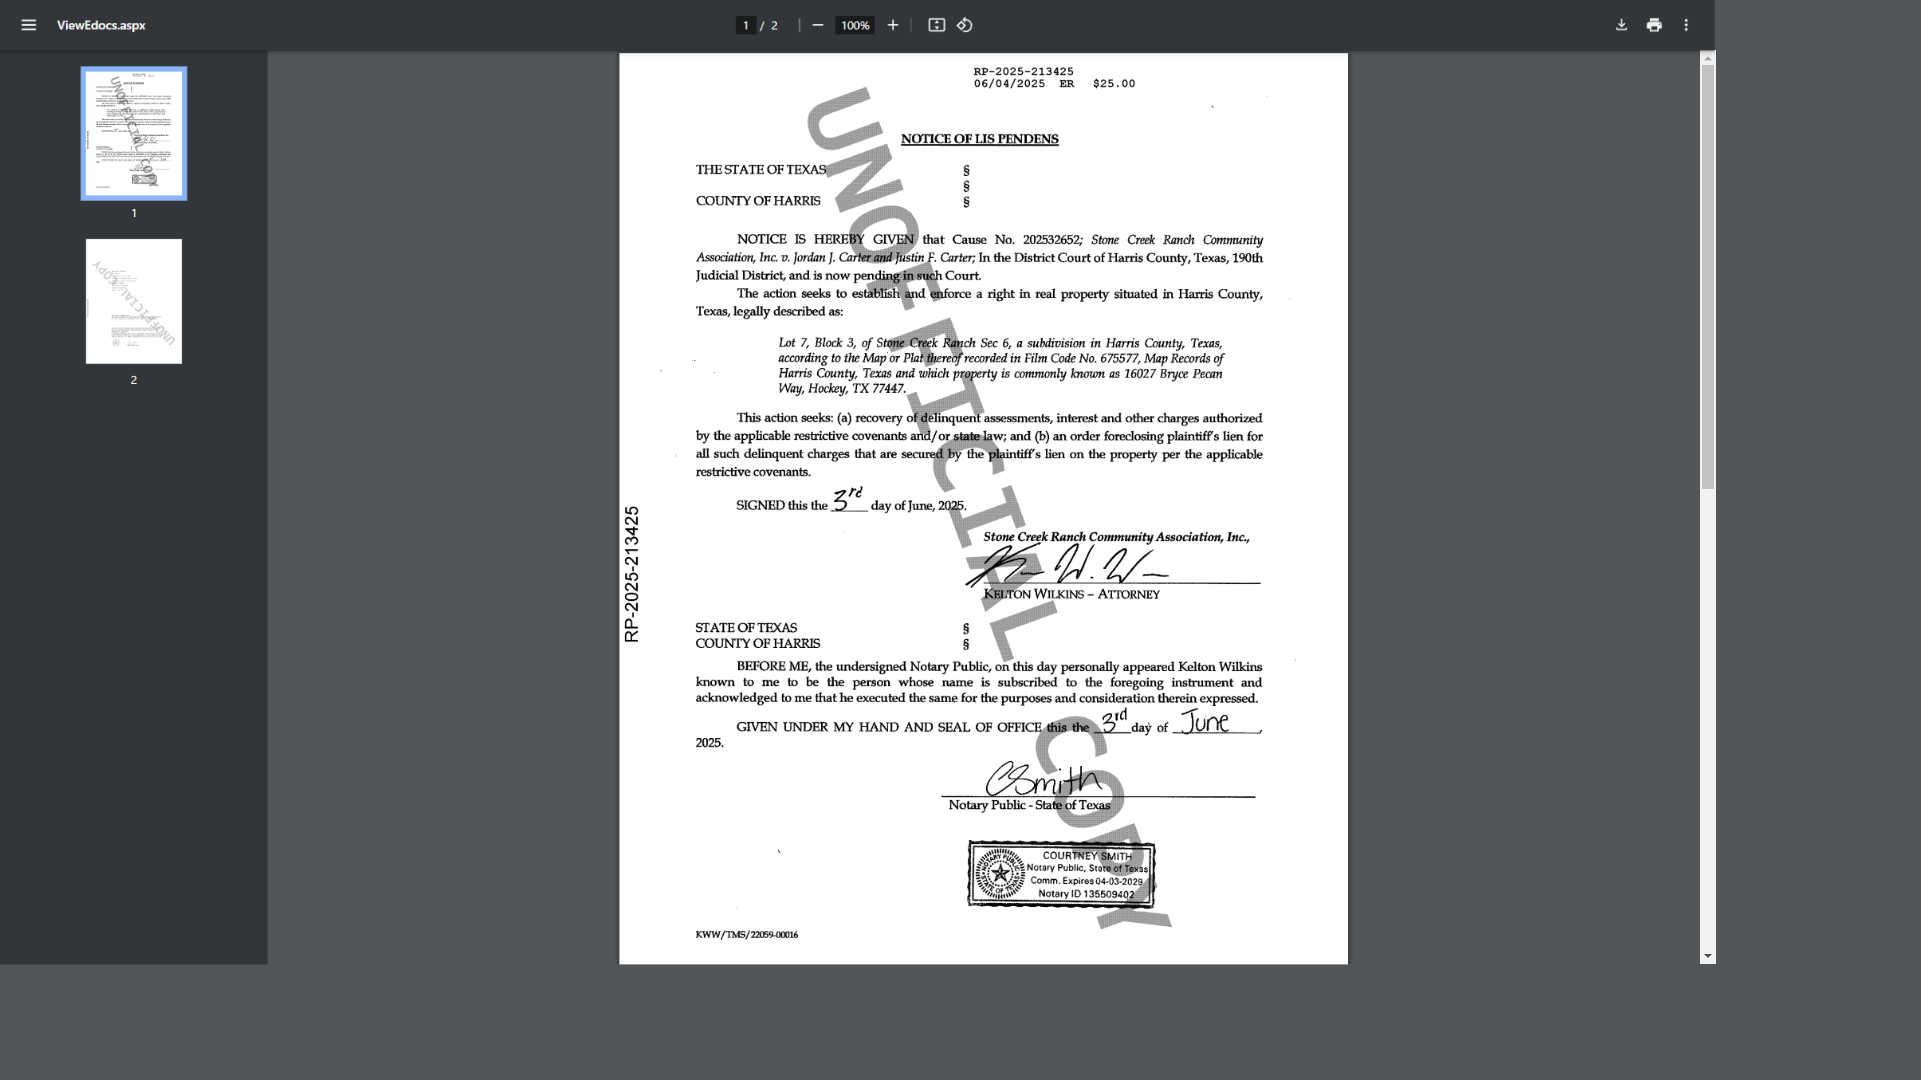 ViewEdocs.aspx
1 / 2
100%
1
2
RP-2025-213425
06/04/2025 ER $25.00
NOTICE OF LIS PENDENS
THE STATE OF TEXAS §
§
COUNTY OF HARRIS §
NOTICE IS HEREBY GIVEN that Cause No. 202532652; Stone Creek Ranch Community
Association, Inc. v. Jordan J. Carter and Justin F. Carter; In the District Court of Harris County, Texas, 190th
Judicial District, and is now pending in such Court.
The action seeks to establish and enforce a right in real property situated in Harris County,
Texas, legally described as:
Lot 7, Block 3, of Stone Creek Ranch Sec 6, a subdivision in Harris County, Texas,
according to the Map or Plat thereof recorded in Film Code No. 675577, Map Records of
Harris County, Texas and which property is commonly known as 16027 Bryce Pecan
Way, Hockey, TX 77447.
This action seeks: (a) recovery of delinquent assessments, interest and other charges authorized
by the applicable restrictive covenants and/or state law; and (b) an order foreclosing plaintiff's lien for
all such delinquent charges that are secured by the plaintiff's lien on the property per the applicable
restrictive covenants.
SIGNED this the 3rd day of June, 2025.
Stone Creek Ranch Community Association, Inc.,
KELTON WILKINS – ATTORNEY
STATE OF TEXAS §
COUNTY OF HARRIS §
BEFORE ME, the undersigned Notary Public, on this day personally appeared Kelton Wilkins
known to me to be the person whose name is subscribed to the foregoing instrument and
acknowledged to me that he executed the same for the purposes and consideration therein expressed.
GIVEN UNDER MY HAND AND SEAL OF OFFICE this the 3rd day of June,
2025.
CSmith
Notary Public - State of Texas
COURTNEY SMITH
Notary Public, State of Texas
Comm. Expires 04-03-2029
Notary ID 135509402
NOTARY PUBLIC
STATE OF TEXAS
KWW/TMS/22059-00016
RP-2025-213425
UNOFFICIAL COPY